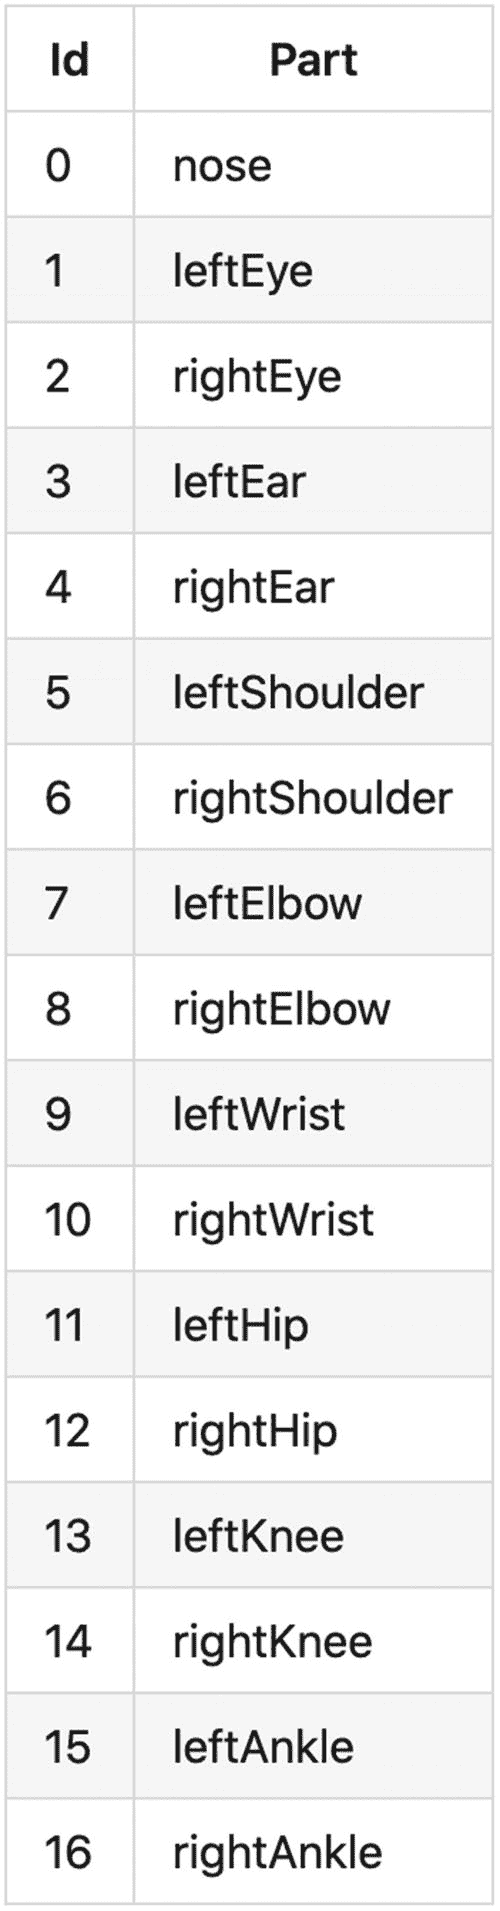 Id Part
0 nose
1 leftEye
2 rightEye
3 leftEar
4 rightEar
5 leftShoulder
6 rightShoulder
7 leftElbow
8 rightElbow
9 leftWrist
10 rightWrist
11 leftHip
12 rightHip
13 leftKnee
14 rightKnee
15 leftAnkle
16 rightAnkle